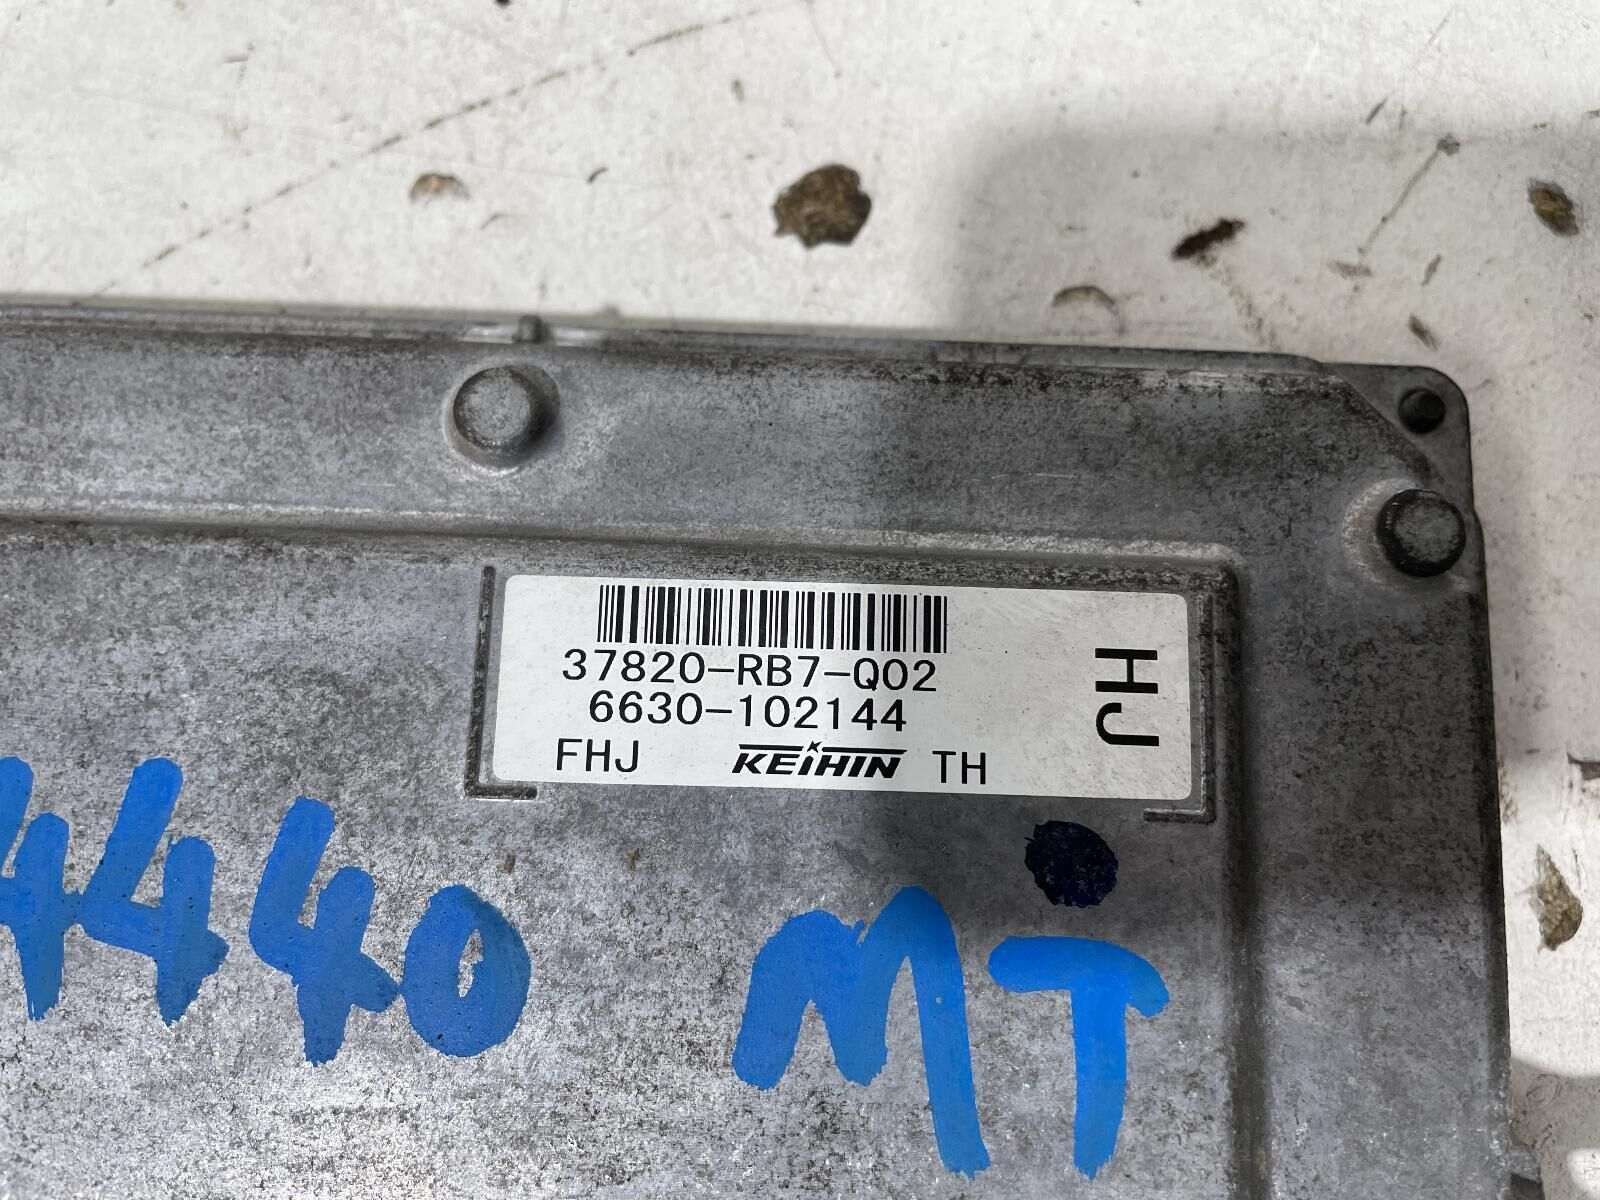 37820-RB7-Q02
6630-102144
FHJ KEIHIN TH
HJ
4440 MT